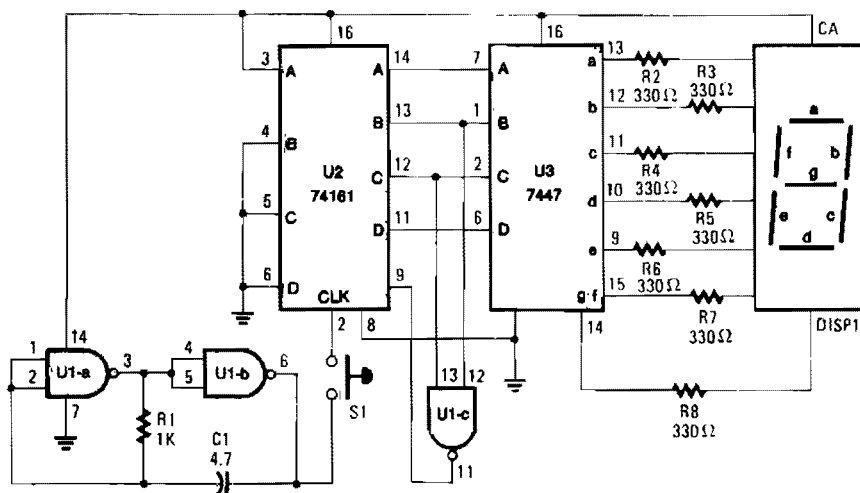 CA
16
16
3
14
7
13
A
A
A
a
R2
330Ω
R3
330Ω
4
13
1
12
B
B
B
b
a
U2
74161
U3
7447
12
2
11
C
C
c
R4
330Ω
f
b
g
5
C
11
6
10
D
D
d
R5
330Ω
e
c
d
9
9
e
R6
330Ω
6
D
CLK
15
g·f
R7
330Ω
2
8
14
DISP1
14
1
2
U1-a
3
4
5
U1-b
6
7
R1
1K
C1
4.7
S1
13
12
U1-c
11
R8
330Ω